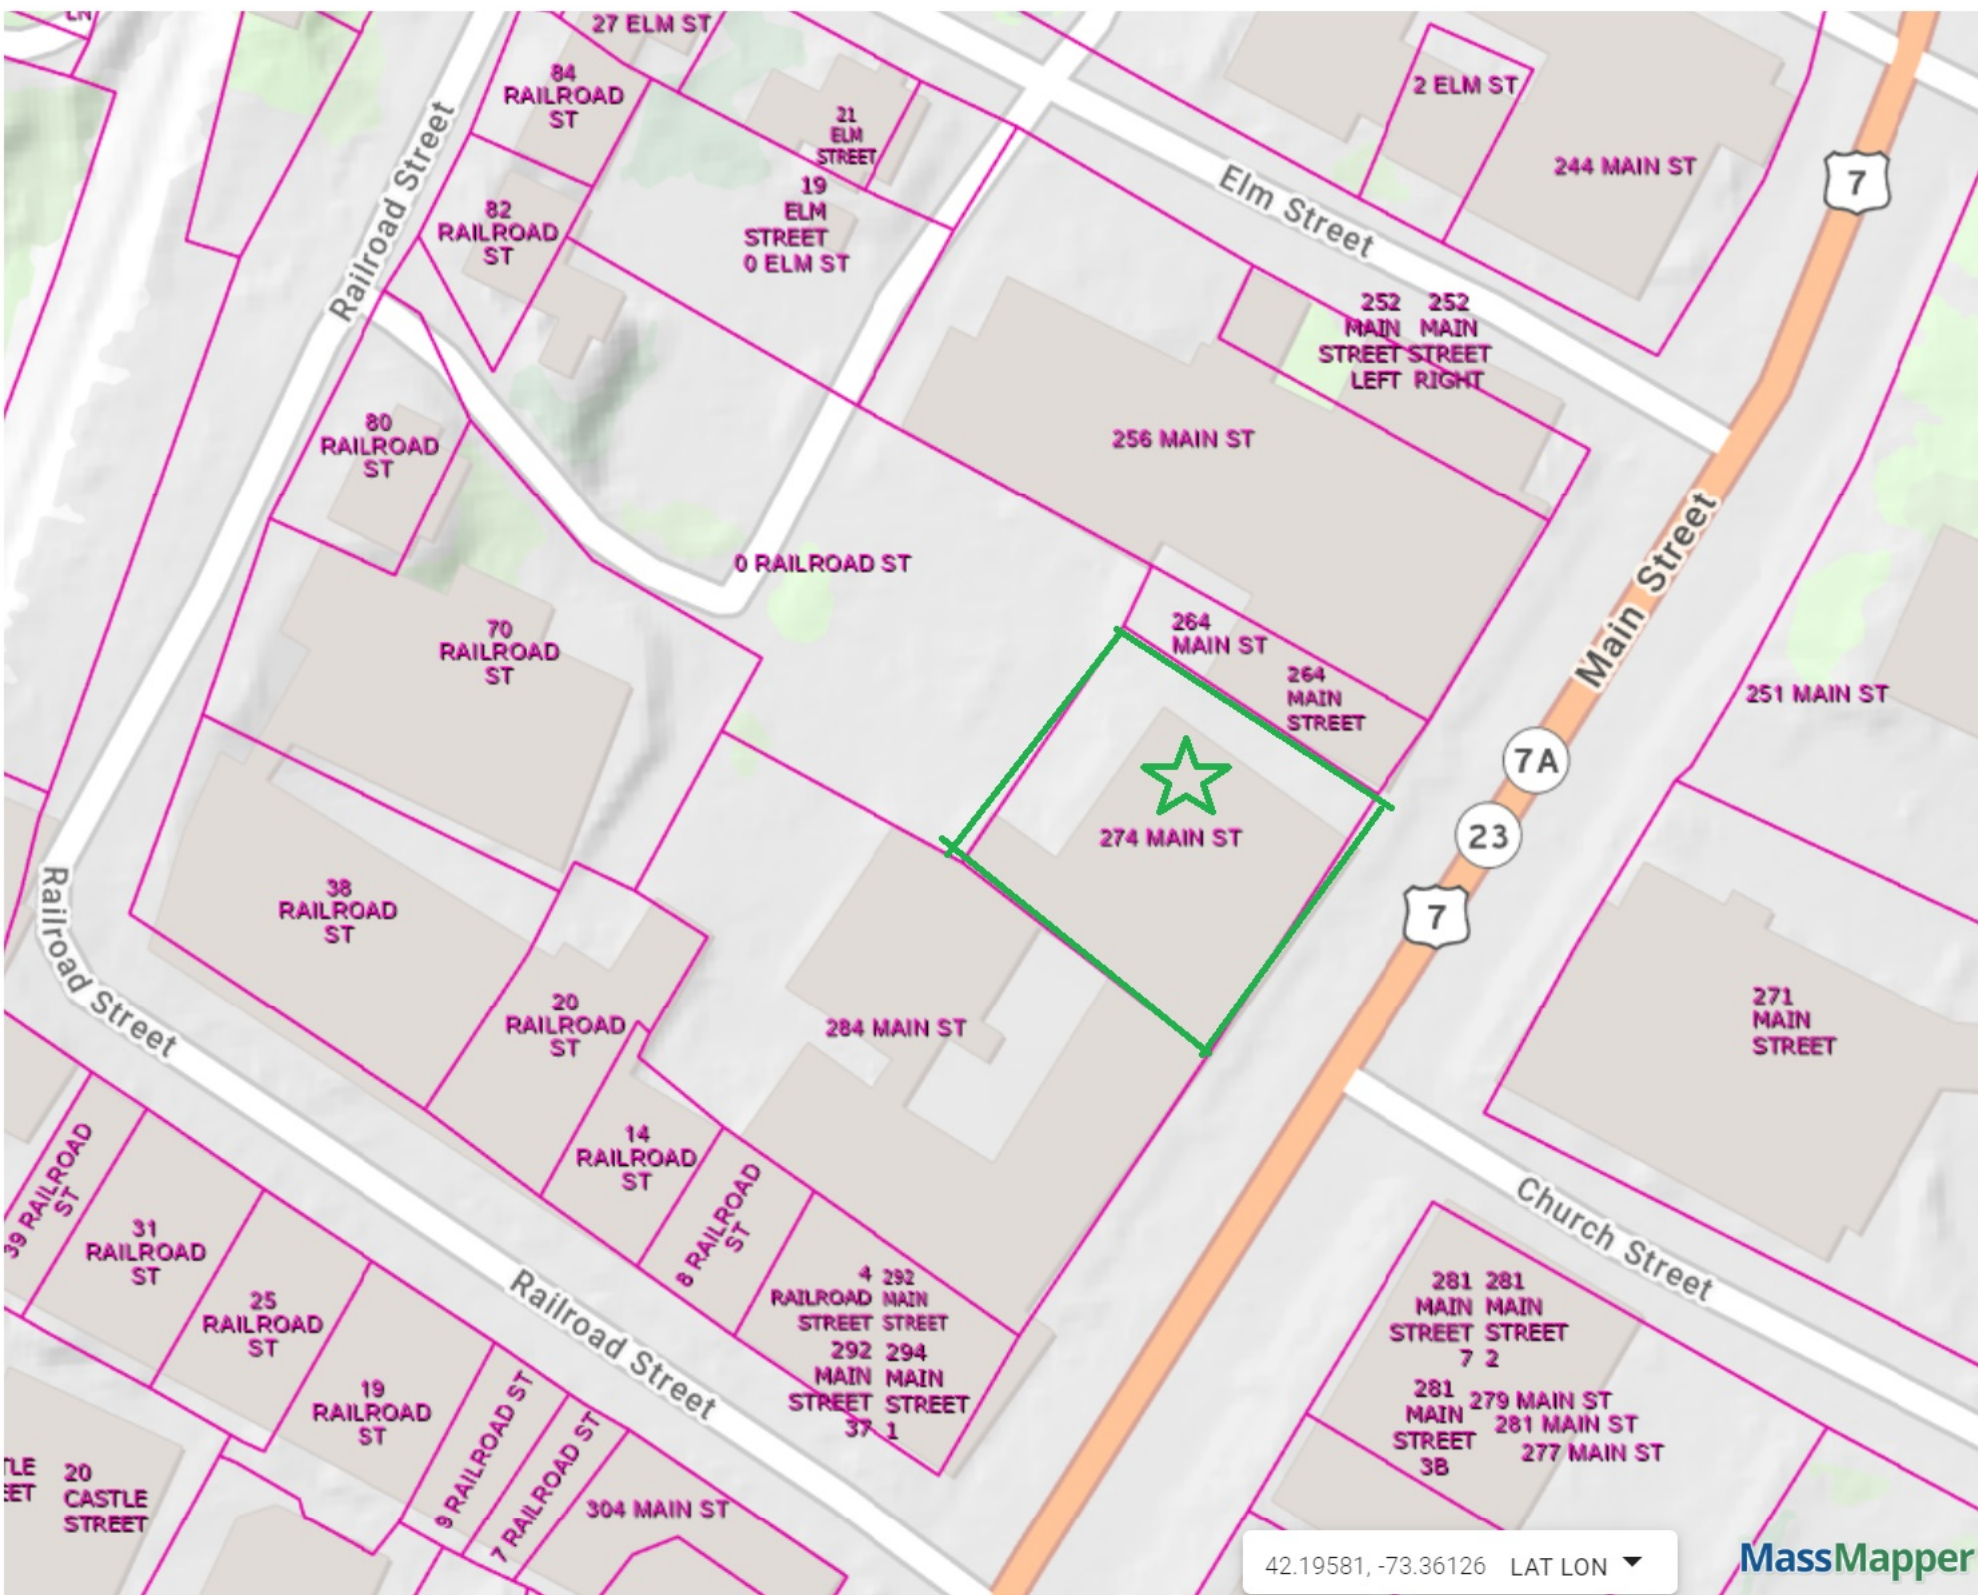 LN
27 ELM ST
84
RAILROAD
ST
21
ELM
STREET
2 ELM ST
244 MAIN ST
7
Railroad Street
82
RAILROAD
ST
19
ELM
STREET
0 ELM ST
Elm Street
252
MAIN
STREET
LEFT
252
MAIN
STREET
RIGHT
80
RAILROAD
ST
256 MAIN ST
Main Street
0 RAILROAD ST
70
RAILROAD
ST
264
MAIN ST
264
MAIN
STREET
251 MAIN ST
7A
23
7
274 MAIN ST
38
RAILROAD
ST
Railroad Street
20
RAILROAD
ST
284 MAIN ST
271
MAIN
STREET
39 RAILROAD
ST
14
RAILROAD
ST
8 RAILROAD
ST
Church Street
31
RAILROAD
ST
25
RAILROAD
ST
Railroad Street
4
RAILROAD
STREET
292
MAIN
STREET
292
MAIN
STREET
37
294
MAIN
STREET
1
281
MAIN
STREET
7
281
MAIN
STREET
2
281
MAIN
STREET
3B
279 MAIN ST
281 MAIN ST
277 MAIN ST
19
RAILROAD
ST
9 RAILROAD ST
7 RAILROAD ST
304 MAIN ST
TLE
EET
20
CASTLE
STREET
42.19581, -73.36126 LAT LON
MassMapper